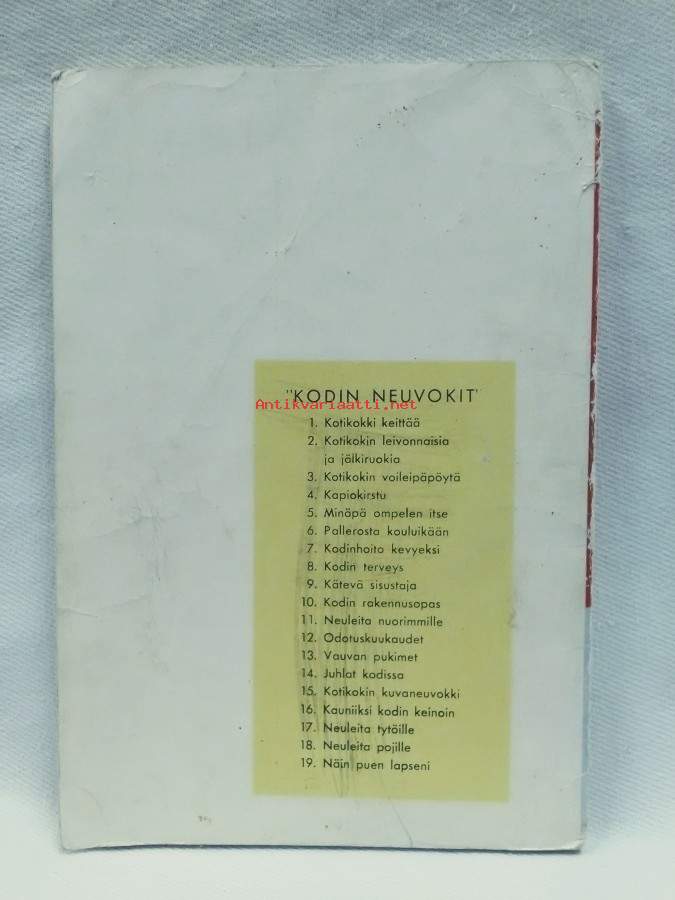 "KODIN NEUVOKIT"
Antikvariaatti.net
1. Kotikokki keittää
2. Kotikokin leivonnaisia
ja jälkiruokia
3. Kotikokin voileipäpöytä
4. Kapiokirstu
5. Minäpä ompelen itse
6. Pallerosta kouluikään
7. Kodinhoito kevyeksi
8. Kodin terveys
9. Kätevä sisustaja
10. Kodin rakennusopas
11. Neuleita nuorimmille
12. Odotuskuukaudet
13. Vauvan pukimet
14. Juhlat kodissa
15. Kotikokin kuvaneuvokki
16. Kauniiksi kodin keinoin
17. Neuleita tytöille
18. Neuleita pojille
19. Näin puen lapseni